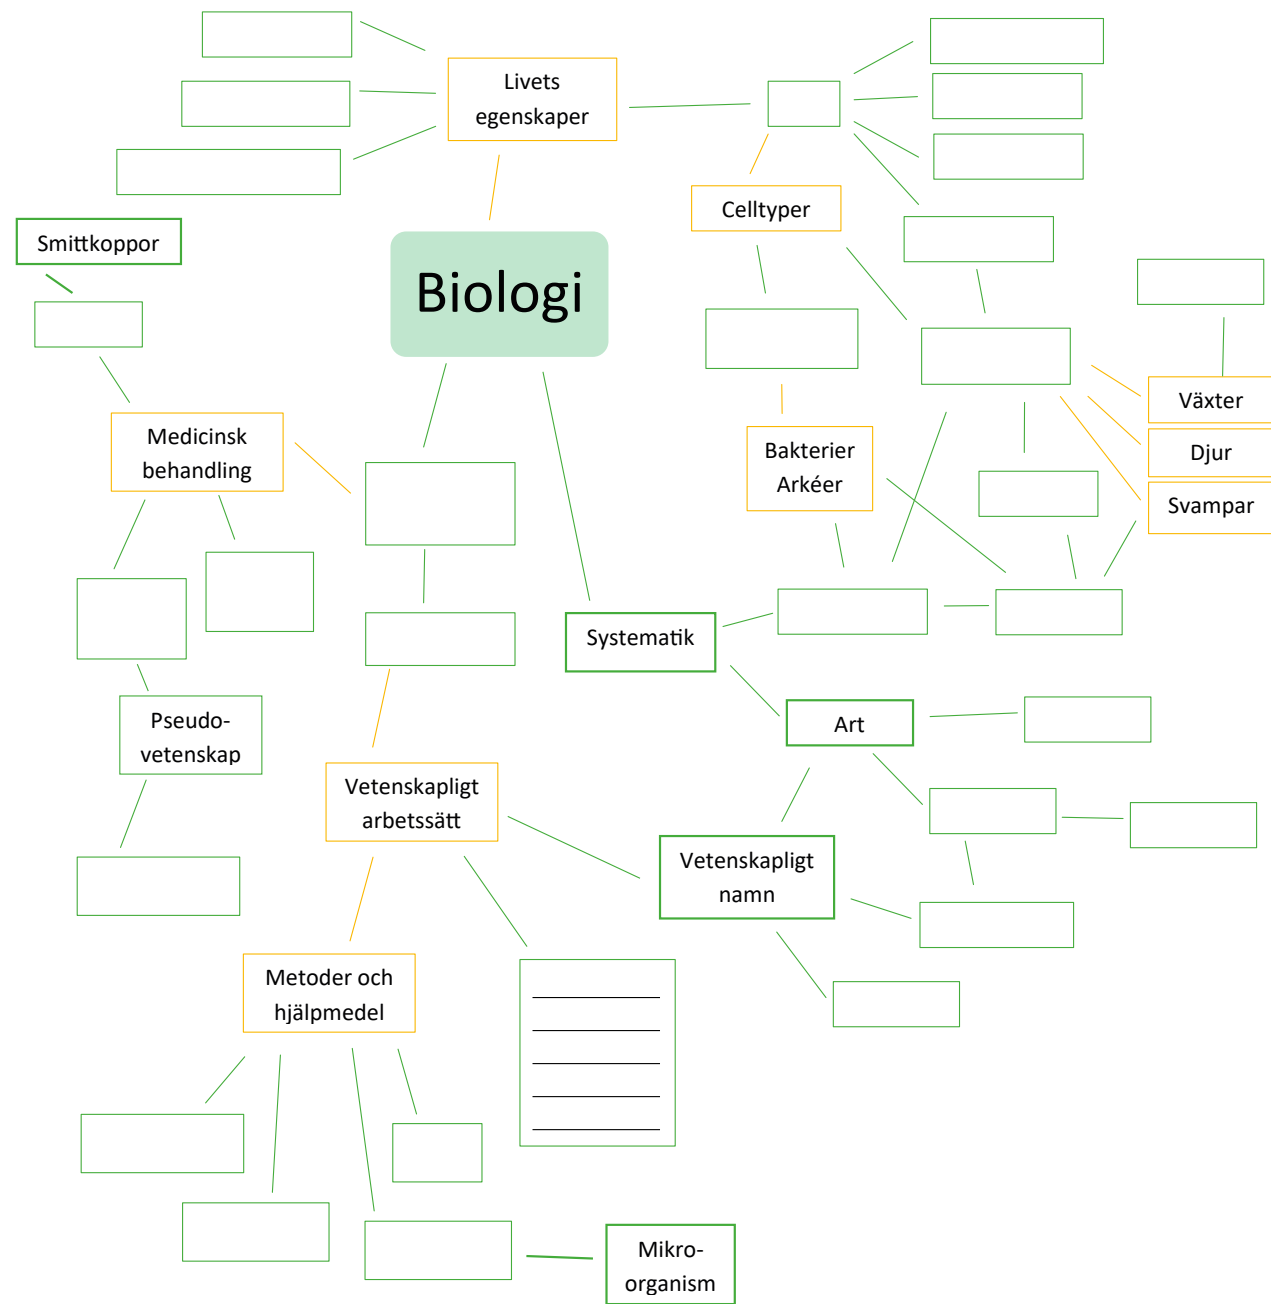 Livets
egenskaper
Celltyper
Smittkoppor
Biologi
Växter
Medicinsk
behandling
Bakterier
Arkéer
Djur
Svampar
Systematik
Art
Pseudo-
vetenskap
Vetenskapligt
arbetssätt
Vetenskapligt
namn
Metoder och
hjälpmedel
Mikro-
organism